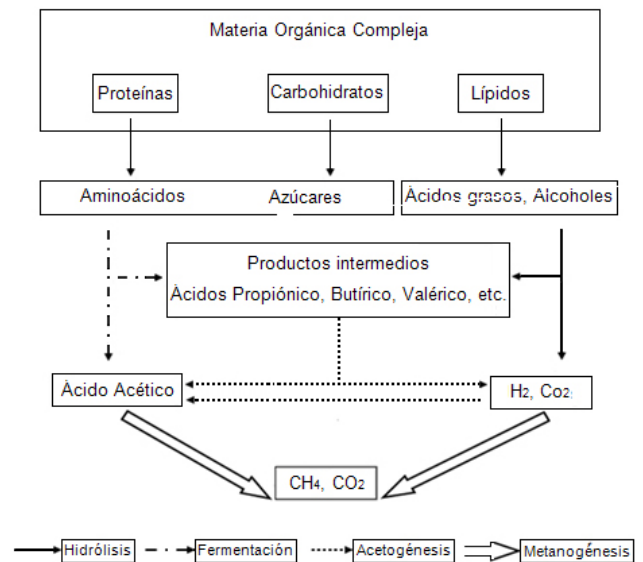 Materia Orgánica Compleja
Proteínas
Carbohidratos
Lípidos
Aminoácidos
Azúcares
Àcidos grasos, Alcoholes
Productos intermedios
Àcidos Propiónico, Butírico, Valérico, etc.
Àcido Acético
H2, Co2;
CH4, CO2
Hidrólisis
Fermentación
Acetogénesis
Metanogénesis